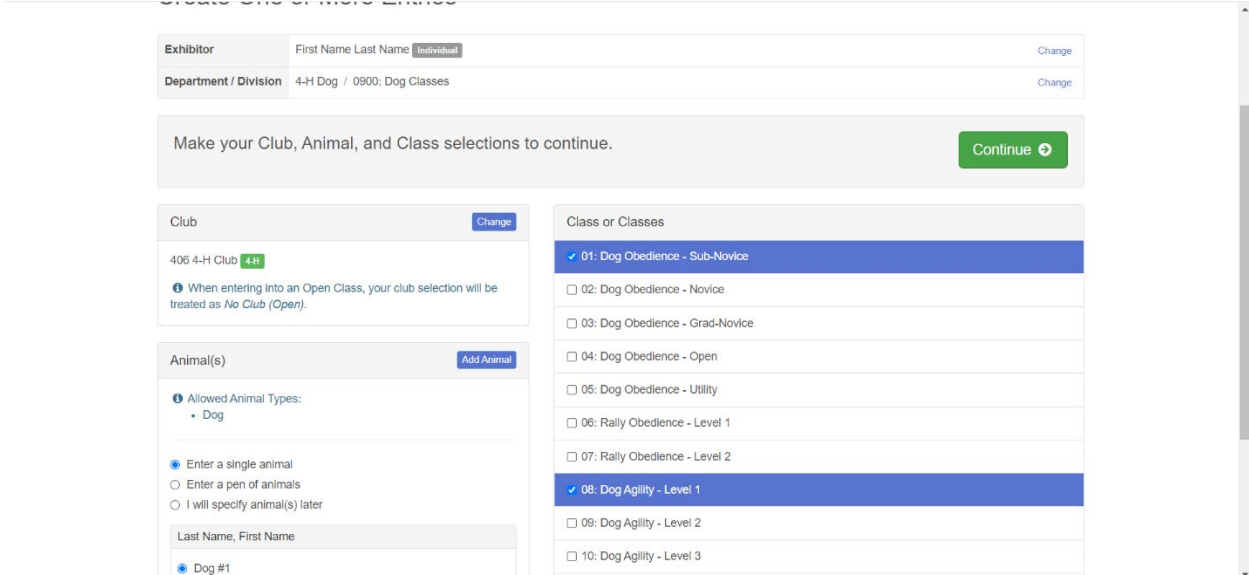 Create One or More Entries
Exhibitor First Name Last Name Individual Change
Department / Division 4-H Dog / 0900: Dog Classes Change
Make your Club, Animal, and Class selections to continue.
Continue
Club Change
406 4-H Club 4-H
When entering into an Open Class, your club selection will be
treated as No Club (Open).
Animal(s) Add Animal
Allowed Animal Types:
• Dog
Enter a single animal
Enter a pen of animals
I will specify animal(s) later
Last Name, First Name
Dog #1
Class or Classes
01: Dog Obedience - Sub-Novice
02: Dog Obedience - Novice
03: Dog Obedience - Grad-Novice
04: Dog Obedience - Open
05: Dog Obedience - Utility
06: Rally Obedience - Level 1
07: Rally Obedience - Level 2
08: Dog Agility - Level 1
09: Dog Agility - Level 2
10: Dog Agility - Level 3